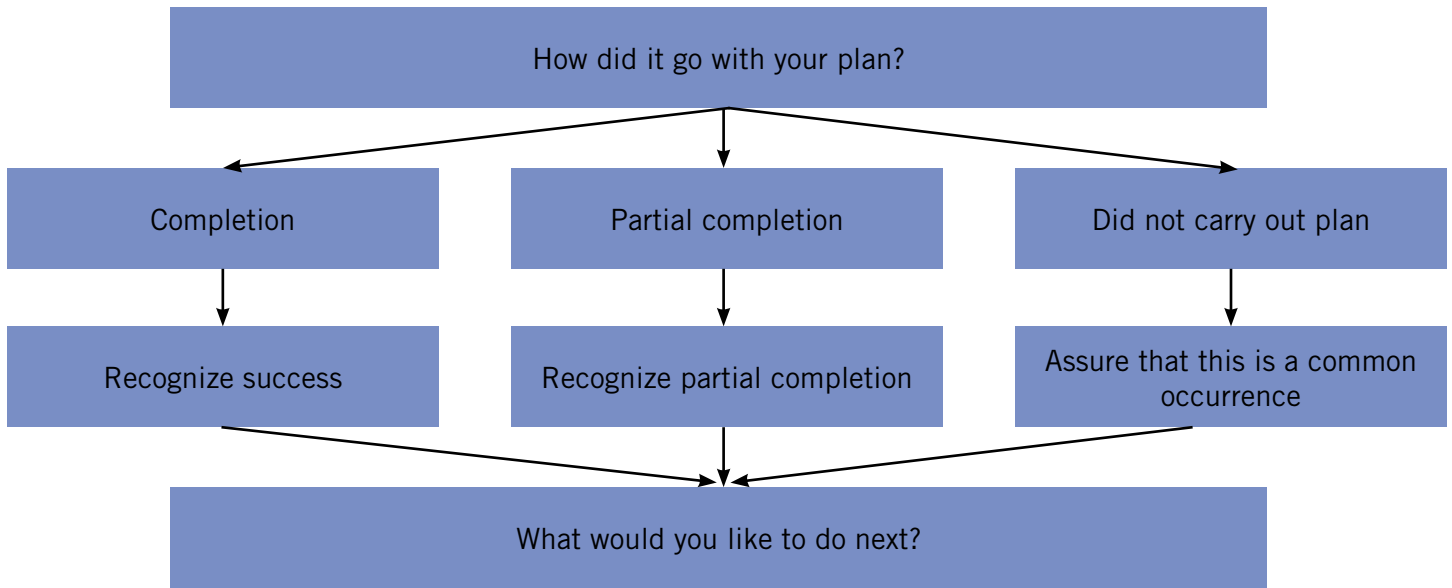 How did it go with your plan?
Completion
Partial completion
Did not carry out plan
Recognize success
Recognize partial completion
Assure that this is a common
occurrence
What would you like to do next?